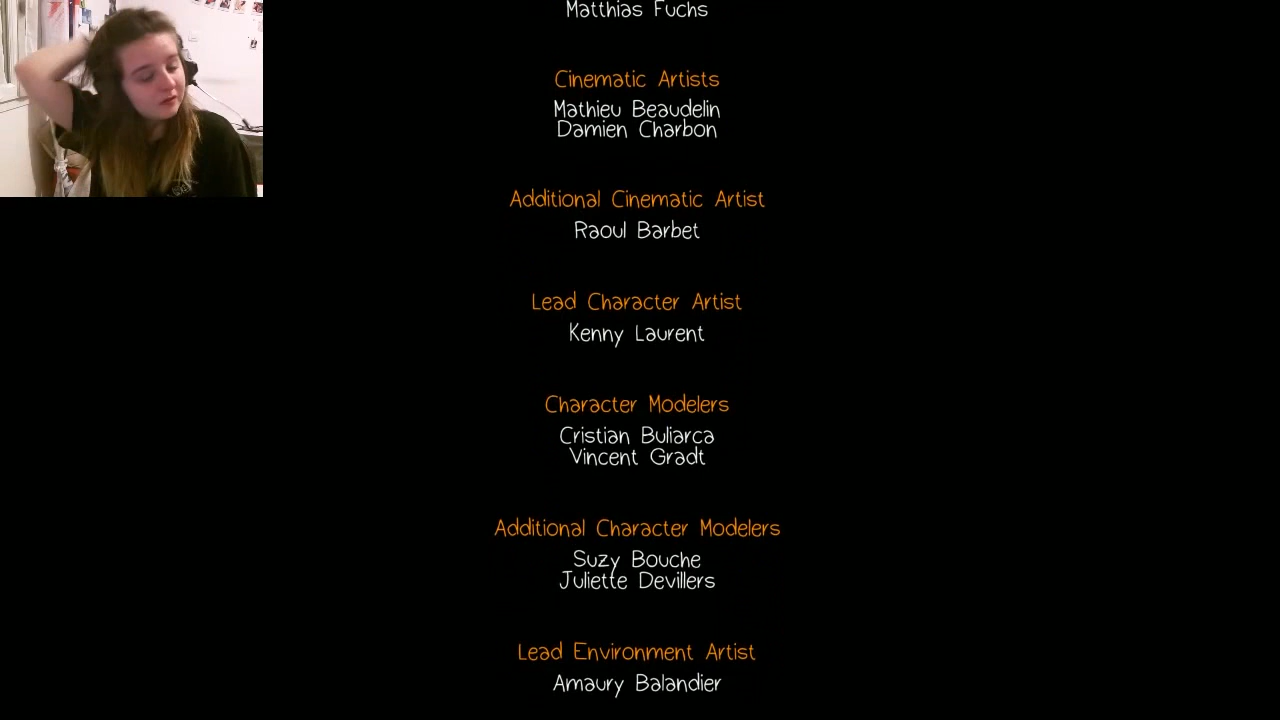 Matthias Fuchs
Cinematic Artists
Mathieu Beaudelin
Damien Charbon
Additional Cinematic Artist
Raoul Barbet
Lead Character Artist
Kenny Laurent
Character Modelers
Cristian Buliarca
Vincent Gradt
Additional Character Modelers
Suzy Bouche
Juliette Devillers
Lead Environment Artist
Amaury Balandier